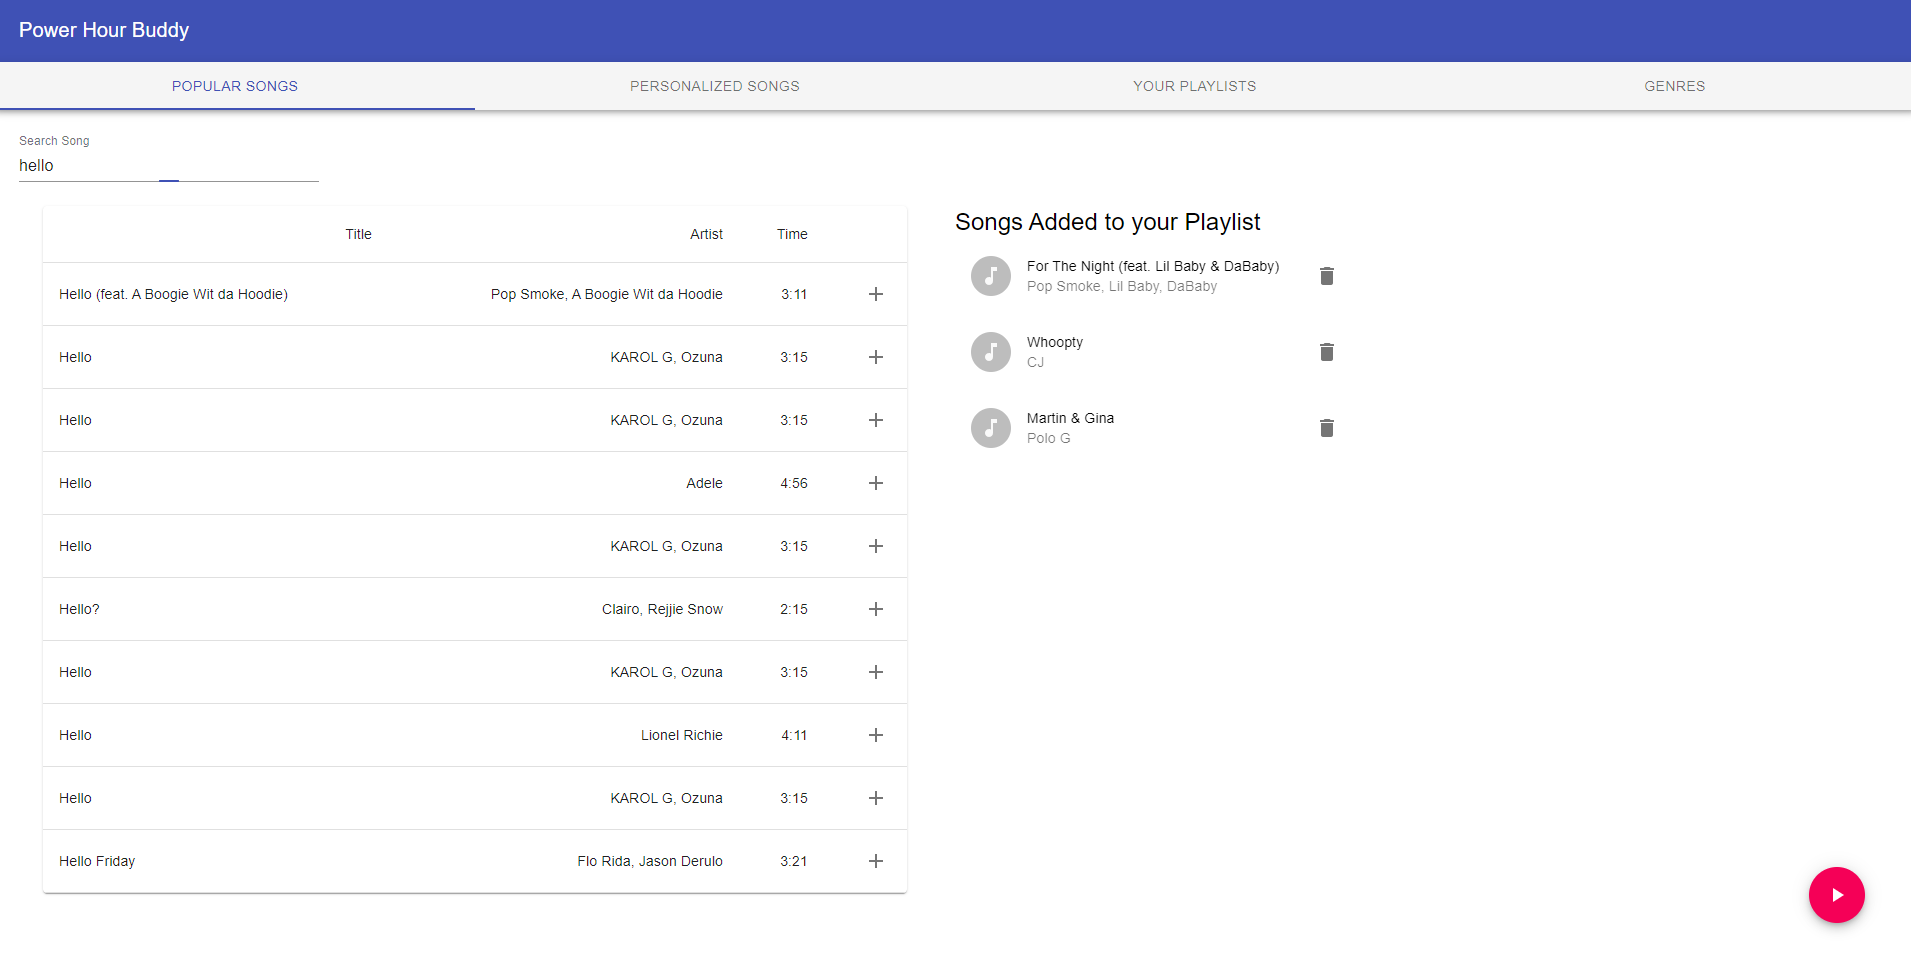 Power Hour Buddy
POPULAR SONGS PERSONALIZED SONGS YOUR PLAYLISTS GENRES
Search Song
hello
Title Artist Time
Hello (feat. A Boogie Wit da Hoodie) Pop Smoke, A Boogie Wit da Hoodie 3:11
Hello KAROL G, Ozuna 3:15
Hello KAROL G, Ozuna 3:15
Hello Adele 4:56
Hello KAROL G, Ozuna 3:15
Hello? Clairo, Rejjie Snow 2:15
Hello KAROL G, Ozuna 3:15
Hello Lionel Richie 4:11
Hello KAROL G, Ozuna 3:15
Hello Friday Flo Rida, Jason Derulo 3:21
Songs Added to your Playlist
For The Night (feat. Lil Baby & DaBaby)
Pop Smoke, Lil Baby, DaBaby
Whoopty
CJ
Martin & Gina
Polo G